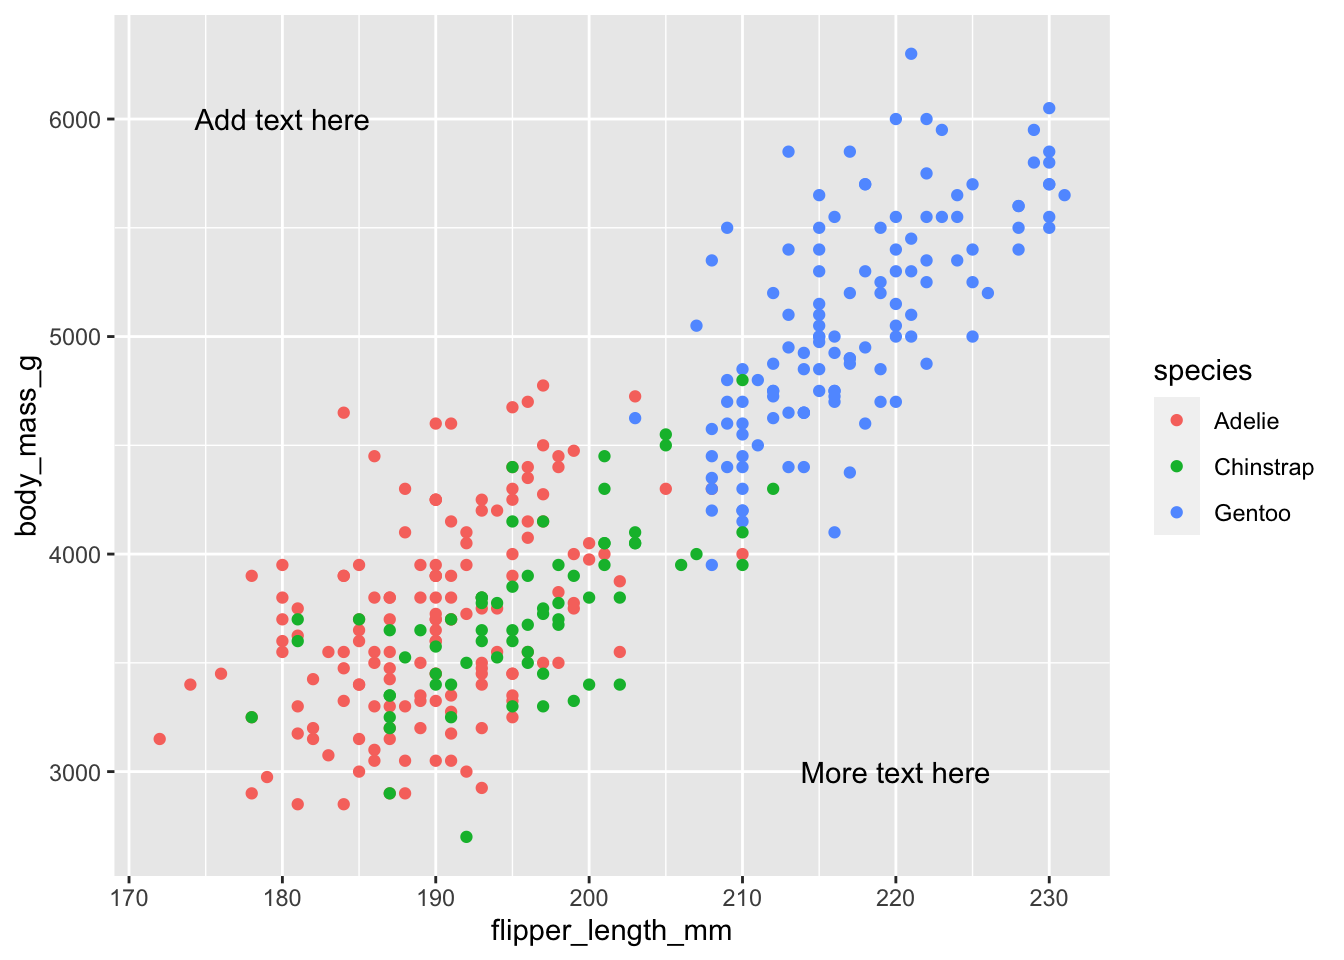 Add text here
More text here
6000
5000
4000
3000
body_mass_g
170 180 190 200 210 220 230
flipper_length_mm
species
Adelie
Chinstrap
Gentoo